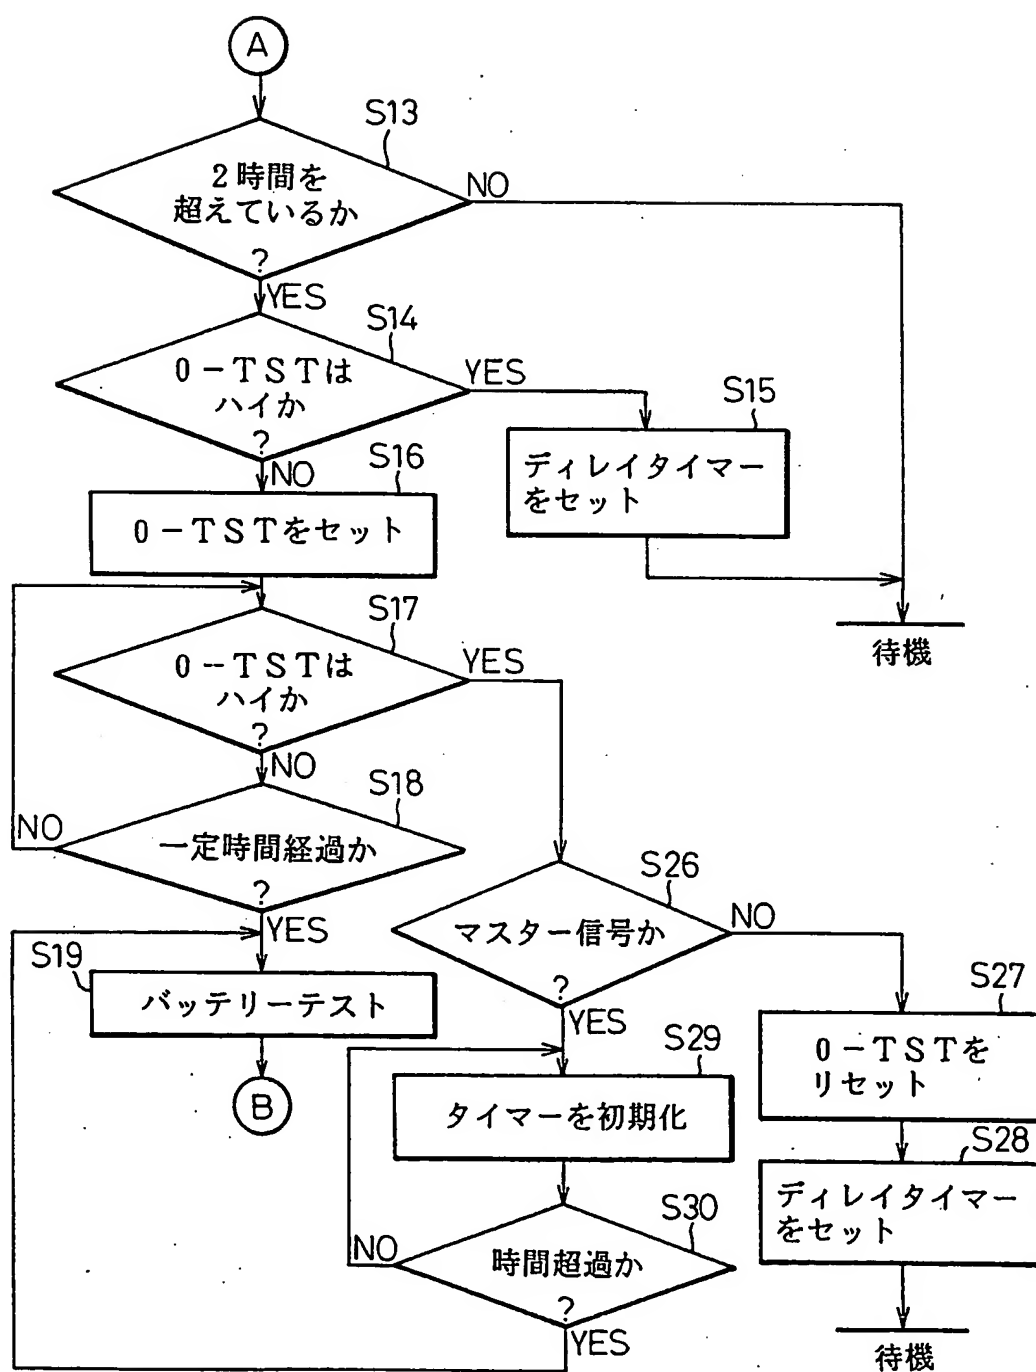 A
S13
2時間を
超えているか
?
NO
YES
S14
0-TSTは
ハイか
?
YES
NO
S15
ディレイタイマー
をセット
S16
0-TSTをセット
待機
S17
0-TSTは
ハイか
?
YES
NO
S18
一定時間経過か
?
NO
YES
S19
バッテリーテスト
B
S26
マスター信号か
?
NO
YES
S27
0-TSTを
リセット
S28
ディレイタイマー
をセット
待機
S29
タイマーを初期化
S30
時間超過か
?
NO
YES